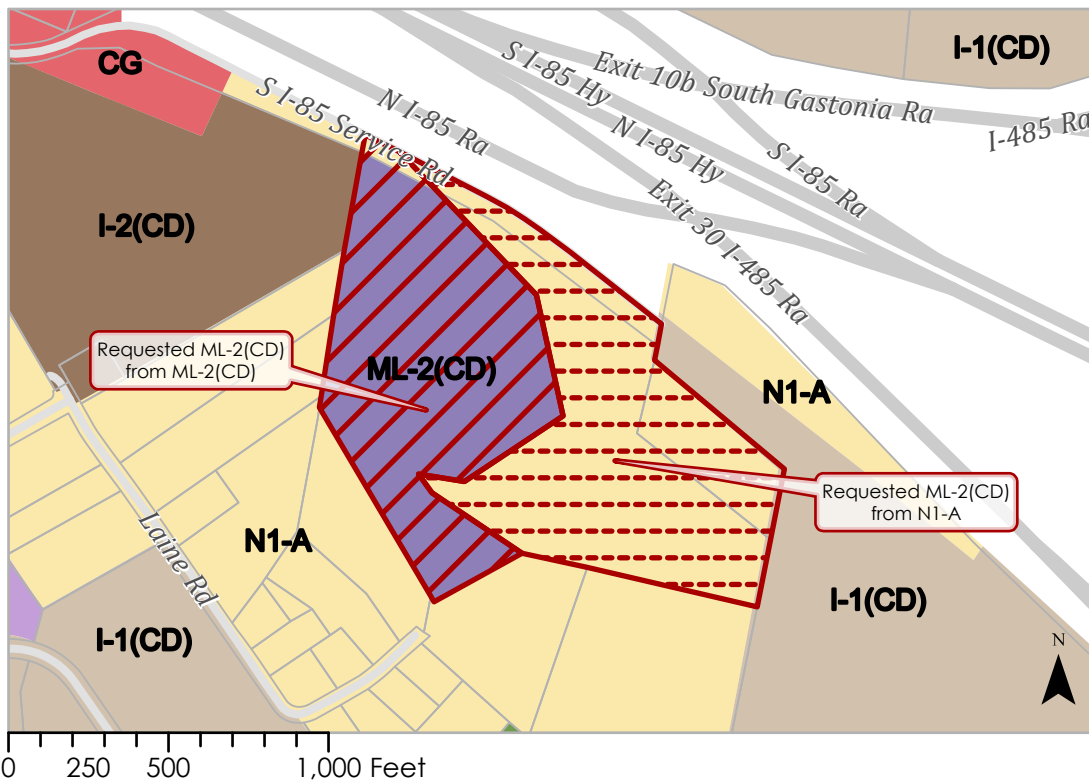 CG
I-1(CD)
S I-85 Hy
Exit 10b South Gastonia Ra
I-485 Ra
S I-85 Service Rd
N I-85 Ra
N I-85 Hy
S I-85 Ra
Exit 30 I-485 Ra
I-2(CD)
Requested ML-2(CD)
from ML-2(CD)
ML-2(CD)
N1-A
Requested ML-2(CD)
from N1-A
Laine Rd
N1-A
I-1(CD)
I-1(CD)
N
0 250 500 1,000 Feet